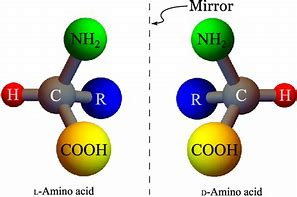 Mirror
NH₂
NH₂
H C R
R C H
COOH
COOH
L-Amino acid
D-Amino acid